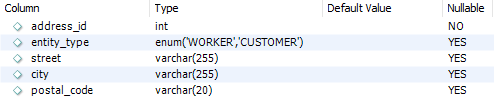 Column Type Default Value Nullable
address_id int NO
entity_type enum('WORKER','CUSTOMER') YES
street varchar(255) YES
city varchar(255) YES
postal_code varchar(20) YES